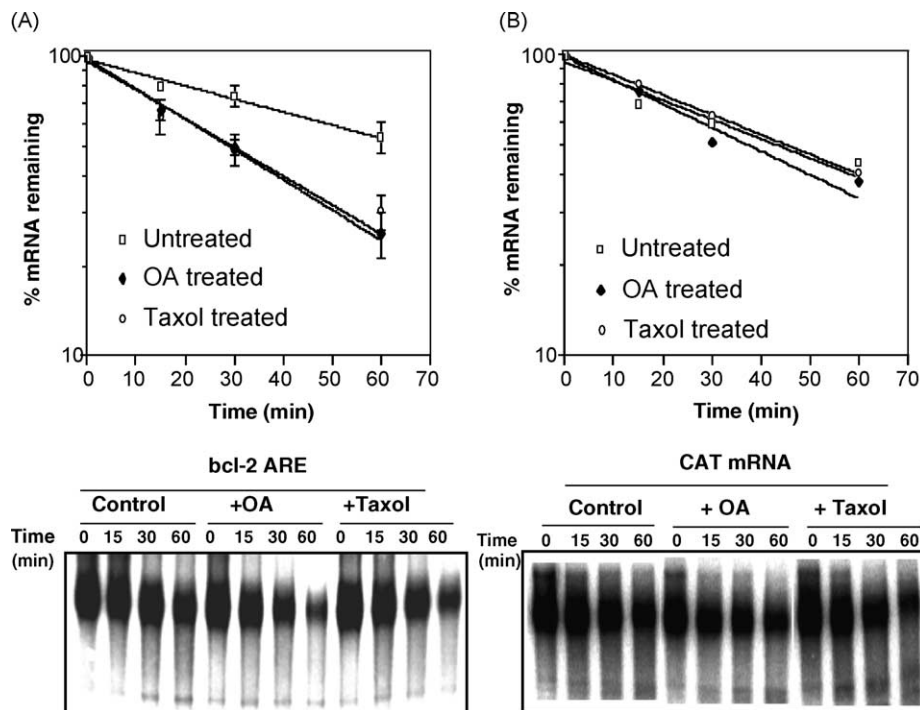 (A)
(B)
100
10
% mRNA remaining
Untreated
OA treated
Taxol treated
0 10 20 30 40 50 60 70
Time (min)
100
10
% mRNA remaining
Untreated
OA treated
Taxol treated
0 10 20 30 40 50 60 70
Time (min)
bcl-2 ARE
Control +OA +Taxol
Time 0 15 30 60 0 15 30 60 0 15 30 60
(min)
CAT mRNA
Control + OA + Taxol
Time 0 15 30 60 0 15 30 60 0 15 30 60
(min)